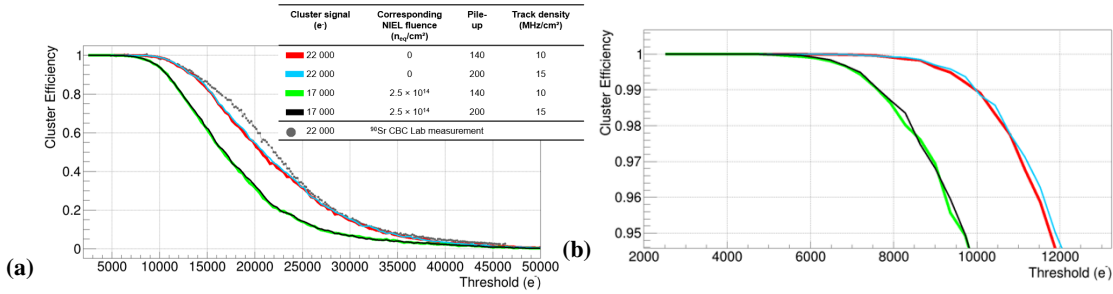 Cluster signal (e-) Corresponding NIEL fluence (neq/cm²) Pile-up Track density (MHz/cm²)
22 000 0 140 10
22 000 0 200 15
17 000 2.5 × 10¹⁴ 140 10
17 000 2.5 × 10¹⁴ 200 15
22 000 ⁹⁰Sr CBC Lab measurement
Cluster Efficiency
1
0.8
0.6
0.4
0.2
0
5000 10000 15000 20000 25000 30000 35000 40000 45000 50000
Threshold (e-)
(a)
Cluster Efficiency
1
0.99
0.98
0.97
0.96
0.95
2000 4000 6000 8000 10000 12000
Threshold (e-)
(b)